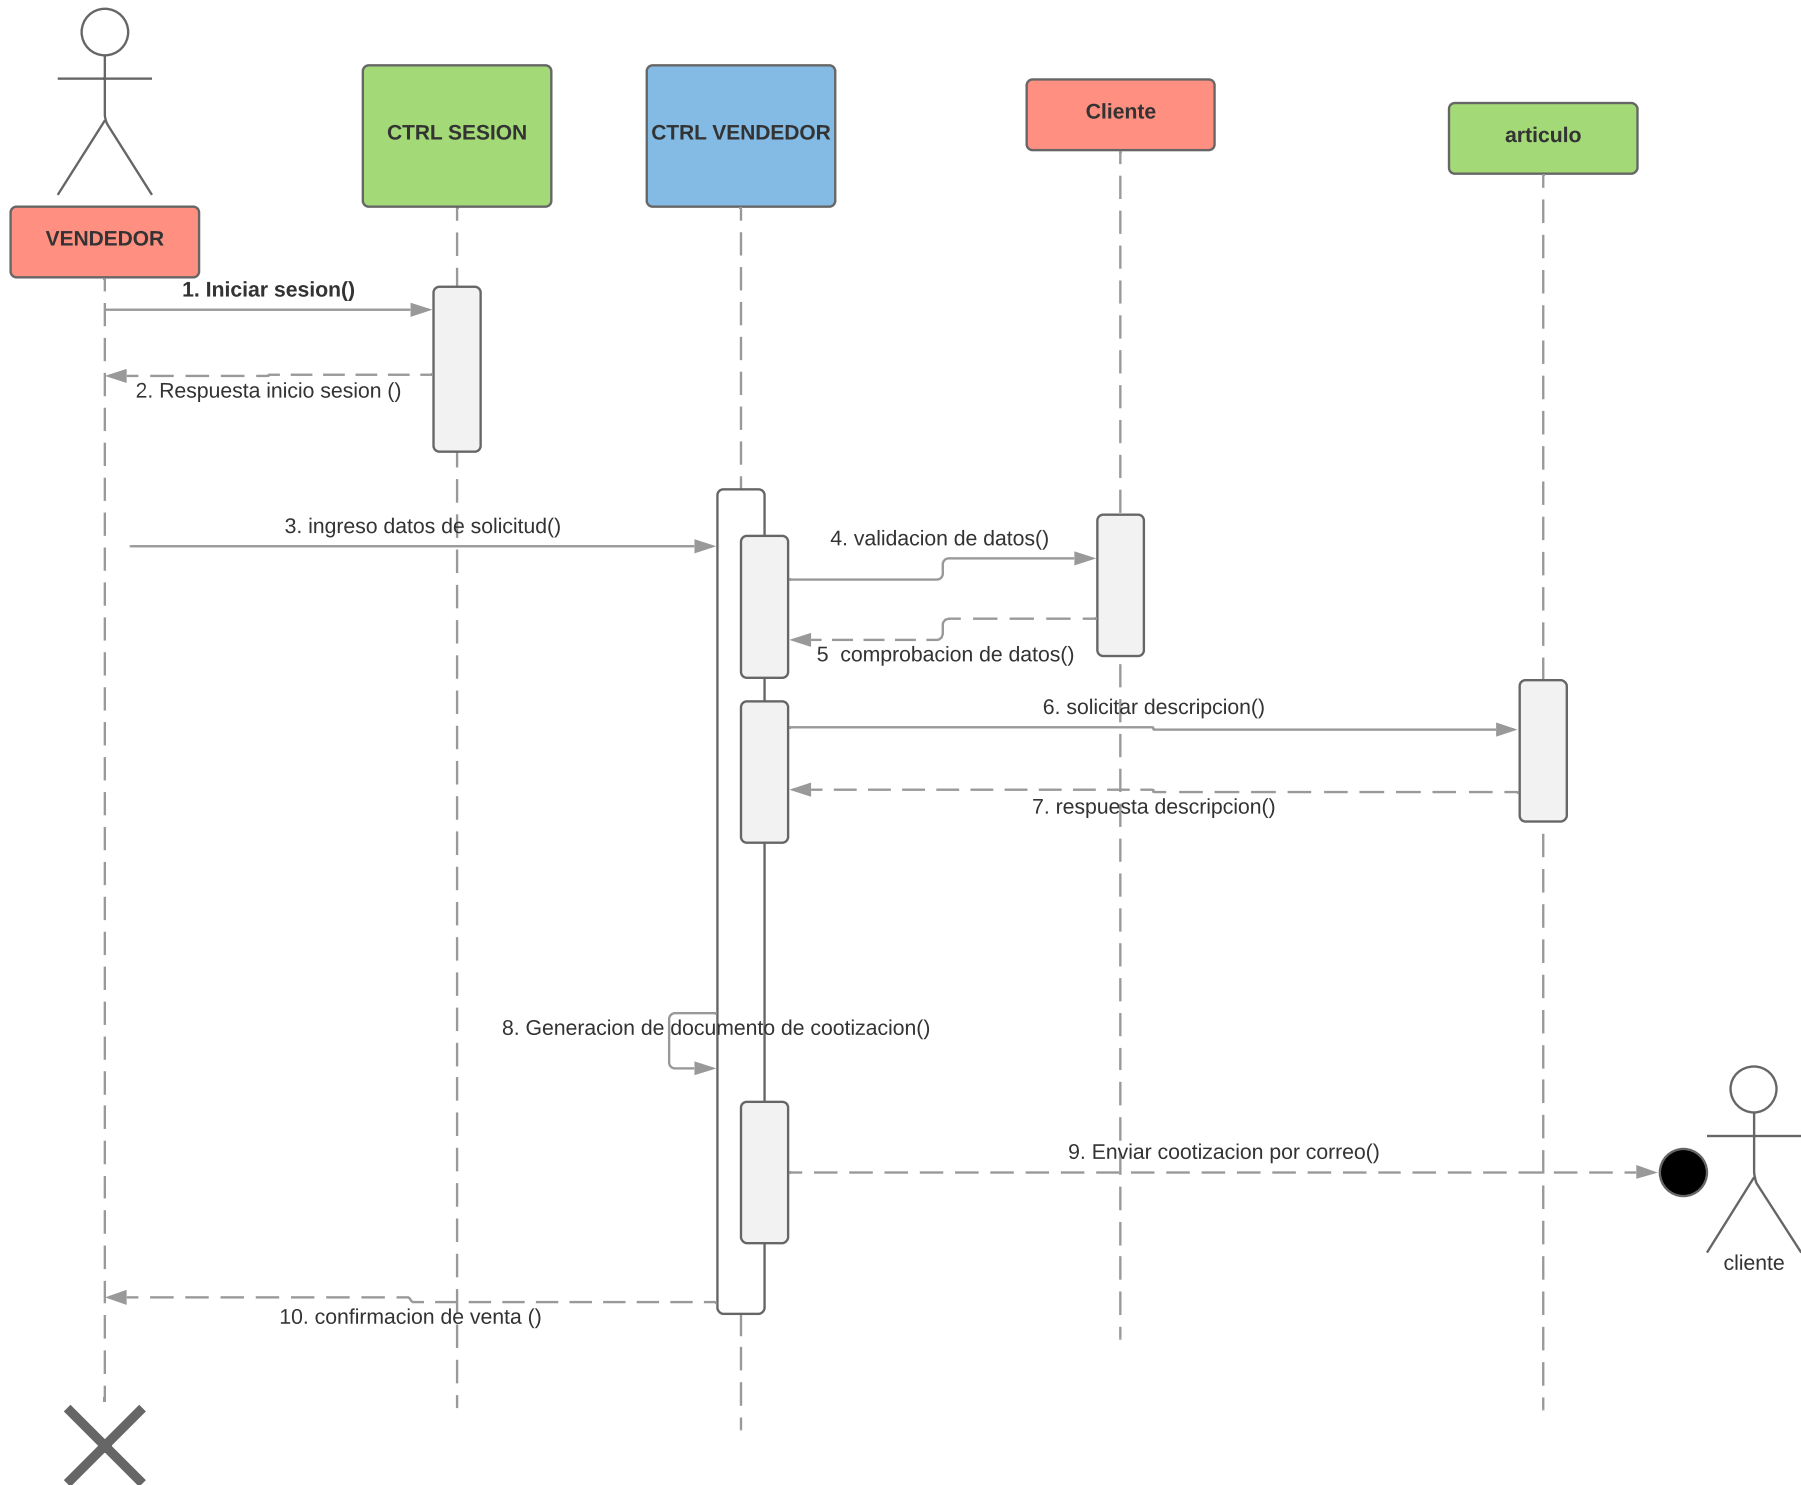 CTRL SESION
CTRL VENDEDOR
Cliente
articulo
VENDEDOR
1. Iniciar sesion()
2. Respuesta inicio sesion ()
3. ingreso datos de solicitud()
4. validacion de datos()
5  comprobacion de datos()
6. solicitar descripcion()
7. respuesta descripcion()
8. Generacion de documento de cootizacion()
9. Enviar cootizacion por correo()
cliente
10. confirmacion de venta ()